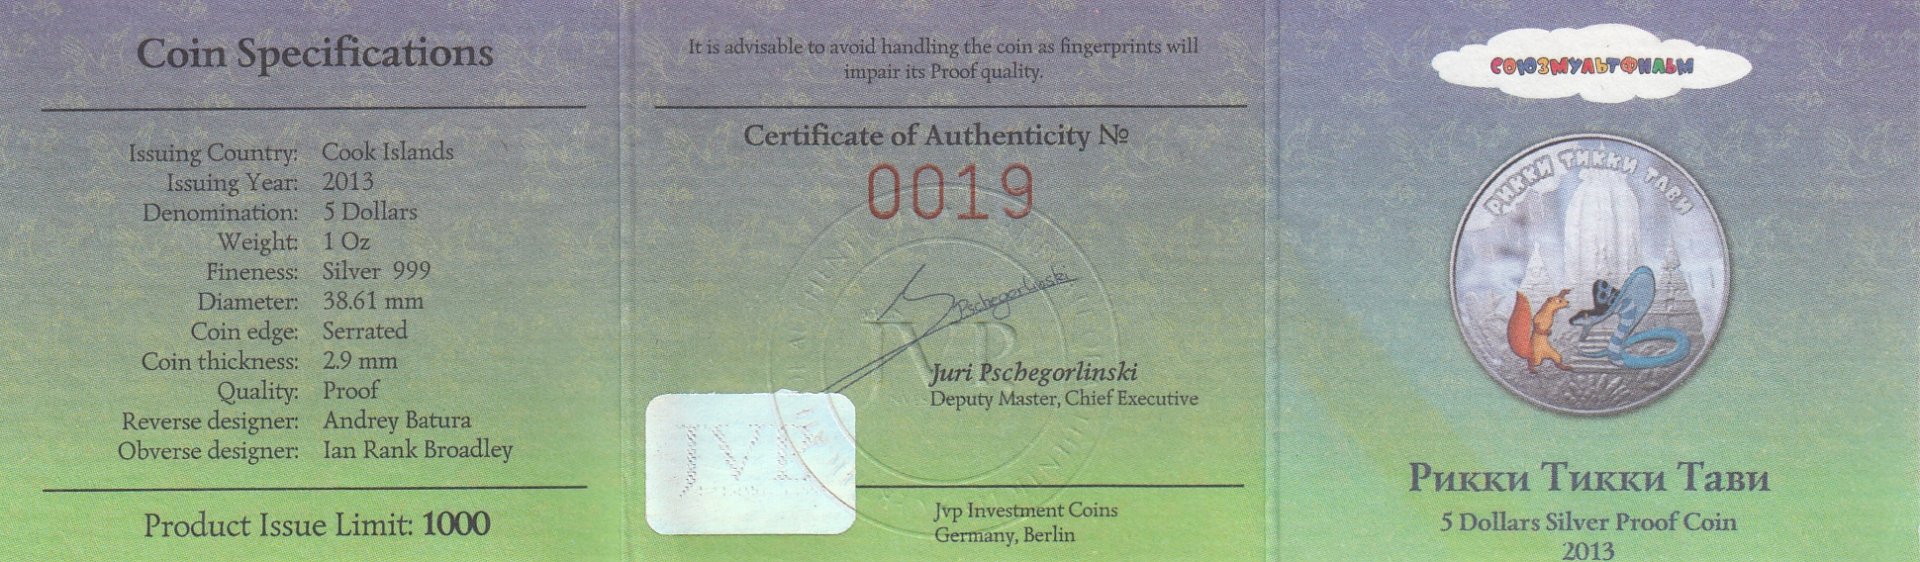 Coin Specifications
Issuing Country: Cook Islands
Issuing Year: 2013
Denomination: 5 Dollars
Weight: 1 Oz
Fineness: Silver 999
Diameter: 38.61 mm
Coin edge: Serrated
Coin thickness: 2.9 mm
Quality: Proof
Reverse designer: Andrey Batura
Obverse designer: Ian Rank Broadley
Product Issue Limit: 1000
It is advisable to avoid handling the coin as fingerprints will
impair its Proof quality.
Certificate of Authenticity №
0019
Pschegorlinski
JVP
Juri Pschegorlinski
Deputy Master, Chief Executive
JVP
Jvp Investment Coins
Germany, Berlin
СОЮЗМУЛЬТФИЛЬМ
РИККИ ТИККИ ТАВИ
Рикки Тикки Тави
5 Dollars Silver Proof Coin
2013